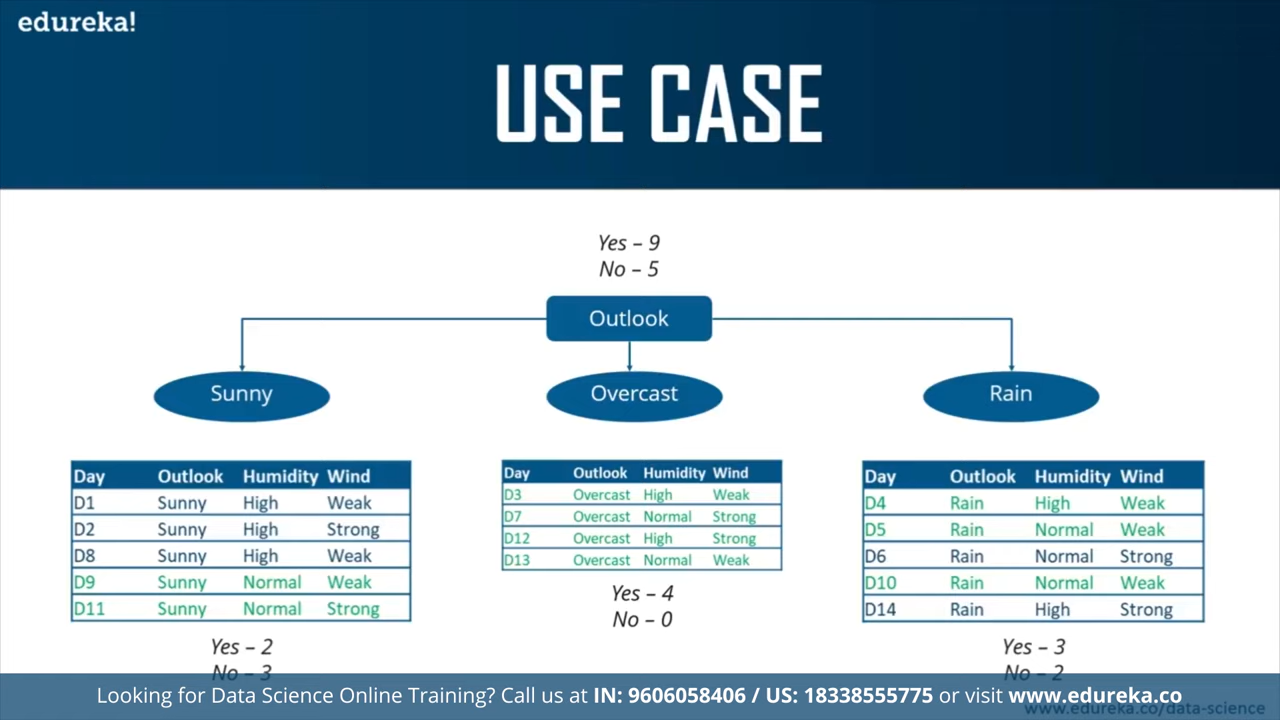 edureka!
USE CASE
Yes – 9
No – 5
Outlook
Sunny
Overcast
Rain
Day Outlook Humidity Wind
D1 Sunny High Weak
D2 Sunny High Strong
D8 Sunny High Weak
D9 Sunny Normal Weak
D11 Sunny Normal Strong
Yes – 2
No – 3
Day Outlook Humidity Wind
D3 Overcast High Weak
D7 Overcast Normal Strong
D12 Overcast High Strong
D13 Overcast Normal Weak
Yes – 4
No – 0
Day Outlook Humidity Wind
D4 Rain High Weak
D5 Rain Normal Weak
D6 Rain Normal Strong
D10 Rain Normal Weak
D14 Rain High Strong
Yes – 3
No – 2
Looking for Data Science Online Training? Call us at IN: 9606058406 / US: 18338555775 or visit www.edureka.co
www.edureka.co/data-science